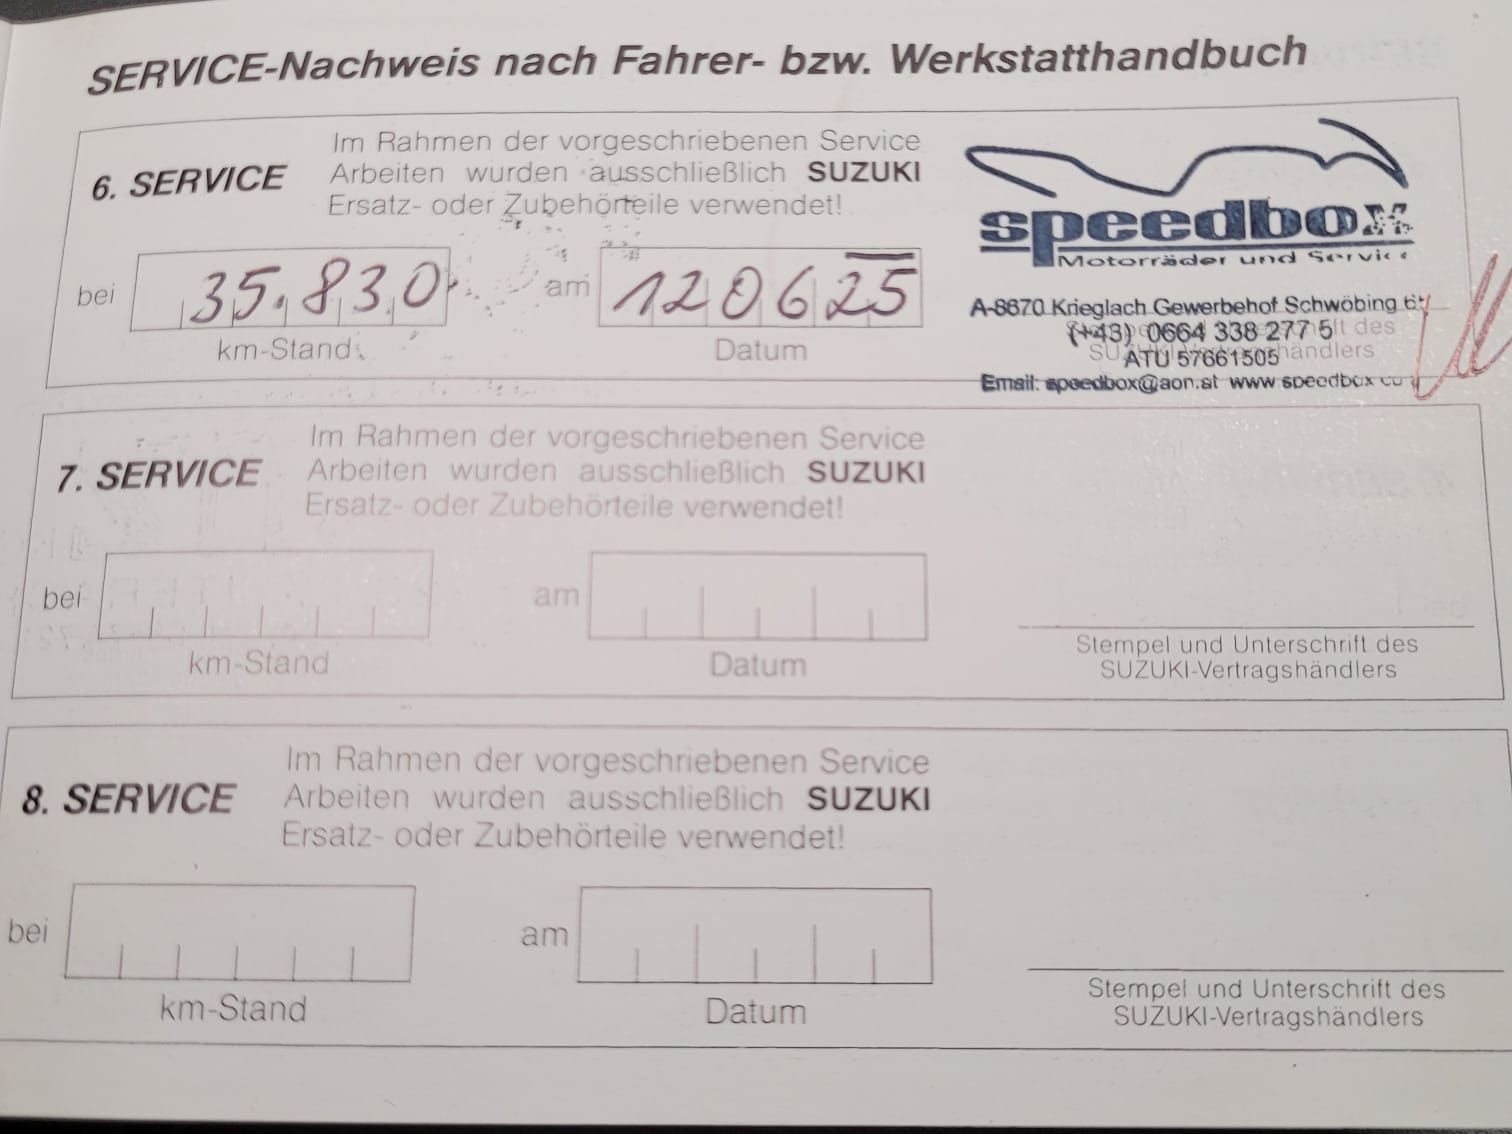 SERVICE-Nachweis nach Fahrer- bzw. Werkstatthandbuch
6. SERVICE
Im Rahmen der vorgeschriebenen Service
Arbeiten wurden ausschließlich SUZUKI
Ersatz- oder Zubehörteile verwendet!
bei 35.830 am 120625
km-Stand Datum
speedbox
Motorräder und Service
A-8670 Krieglach Gewerbehof Schwöbing
(+43) 0664 338 277 5
ATU 57661505
Email: speedbox@aon.at www.speedbox
7. SERVICE
Im Rahmen der vorgeschriebenen Service
Arbeiten wurden ausschließlich SUZUKI
Ersatz- oder Zubehörteile verwendet!
bei am
km-Stand Datum
Stempel und Unterschrift des
SUZUKI-Vertragshändlers
8. SERVICE
Im Rahmen der vorgeschriebenen Service
Arbeiten wurden ausschließlich SUZUKI
Ersatz- oder Zubehörteile verwendet!
bei am
km-Stand Datum
Stempel und Unterschrift des
SUZUKI-Vertragshändlers